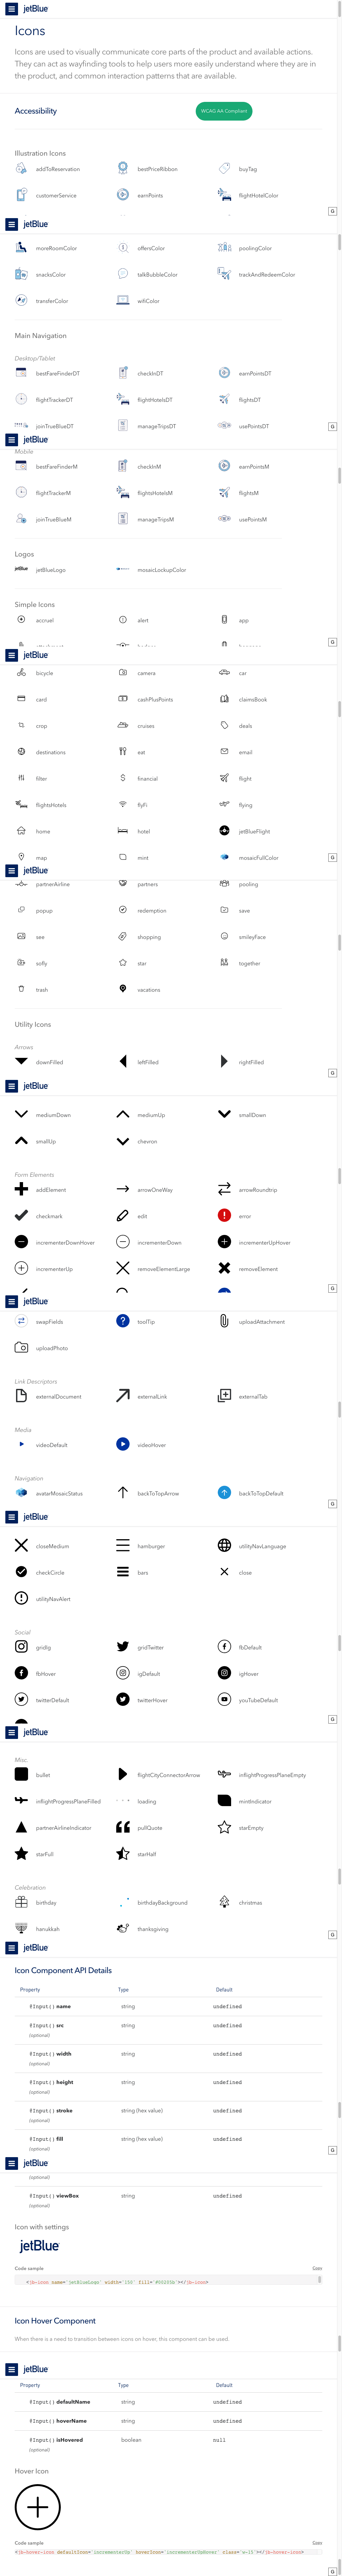 jetBlue
Icons
Icons are used to visually communicate core parts of the product and available actions.
They can act as wayfinding tools to help users more easily understand where they are in
the product, and common interaction patterns that are available.
Accessibility
WCAG AA Compliant
Illustration Icons
addToReservation bestPriceRibbon buyTag
customerService earnPoints flightHotelColor
G
jetBlue
moreRoomColor offersColor poolingColor
snacksColor talkBubbleColor trackAndRedeemColor
transferColor wifiColor
Main Navigation
Desktop/Tablet
bestFareFinderDT checkInDT earnPointsDT
flightTrackerDT flightHotelsDT flightsDT
joinTrueBlueDT manageTripsDT usePointsDT
G
jetBlue
Mobile
bestFareFinderM checkInM earnPointsM
flightTrackerM flightsHotelsM flightsM
joinTrueBlueM manageTripsM usePointsM
Logos
jetBlue jetBlueLogo mosaicLockupColor
Simple Icons
accruel alert app
G
jetBlue
bicycle camera car
card cashPlusPoints claimsBook
crop cruises deals
destinations eat email
filter financial flight
flightsHotels flyFi flying
home hotel jetBlueFlight
map mint mosaicFullColor
G
jetBlue
partnerAirline partners pooling
popup redemption save
see shopping smileyFace
sofly star together
trash vacations
Utility Icons
Arrows
downFilled leftFilled rightFilled
G
jetBlue
mediumDown mediumUp smallDown
smallUp chevron
Form Elements
addElement arrowOneWay arrowRoundtrip
checkmark edit error
incrementerDownHover incrementerDown incrementerUpHover
incrementerUp removeElementLarge removeElement
G
jetBlue
swapFields toolTip uploadAttachment
uploadPhoto
Link Descriptors
externalDocument externalLink externalTab
Media
videoDefault videoHover
Navigation
avatarMosaicStatus backToTopArrow backToTopDefault
G
jetBlue
closeMedium hamburger utilityNavLanguage
checkCircle bars close
utilityNavAlert
Social
gridIg gridTwitter fbDefault
fbHover igDefault igHover
twitterDefault twitterHover youTubeDefault
G
jetBlue
Misc.
bullet flightCityConnectorArrow inflightProgressPlaneEmpty
inflightProgressPlaneFilled loading mintIndicator
partnerAirlineIndicator pullQuote starEmpty
starFull starHalf
Celebration
birthday birthdayBackground christmas
hanukkah thanksgiving
G
jetBlue
Icon Component API Details
Property Type Default
@Input() name string undefined
@Input() src string undefined
(optional)
@Input() width string undefined
(optional)
@Input() height string undefined
(optional)
@Input() stroke string (hex value) undefined
(optional)
@Input() fill string (hex value) undefined
(optional)
G
jetBlue
(optional)
@Input() viewBox string undefined
(optional)
Icon with settings
jetBlue
Code sample Copy
Icon Hover Component
When there is a need to transition between icons on hover, this component can be used.
jetBlue
Property Type Default
@Input() defaultName string undefined
@Input() hoverName string undefined
@Input() isHovered boolean null
(optional)
Hover Icon
Code sample Copy
<jb-hover-icon defaultIcon="incrementerUp" hoverIcon="incrementerUpHover" class="w-15"></jb-hover-icon>
G